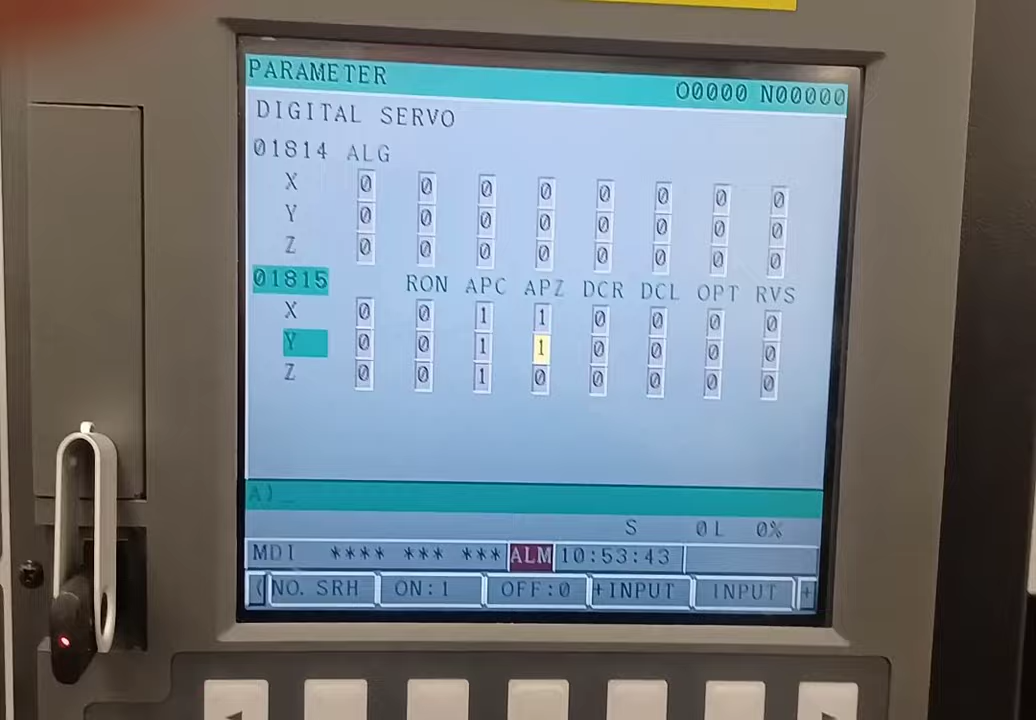 PARAMETER O0000 N00000
DIGITAL SERVO
01814 ALG
X 0 0 0 0 0 0 0 0
Y 0 0 0 0 0 0 0 0
Z 0 0 0 0 0 0 0 0
01815 RON APC APZ DCR DCL OPT RVS
X 0 0 1 1 0 0 0 0
Y 0 0 1 1 0 0 0 0
Z 0 0 1 0 0 0 0 0
A)_
S 0L 0%
MDI **** *** *** ALM 10:53:43
(NO. SRH ON:1 OFF:0 +INPUT INPUT +